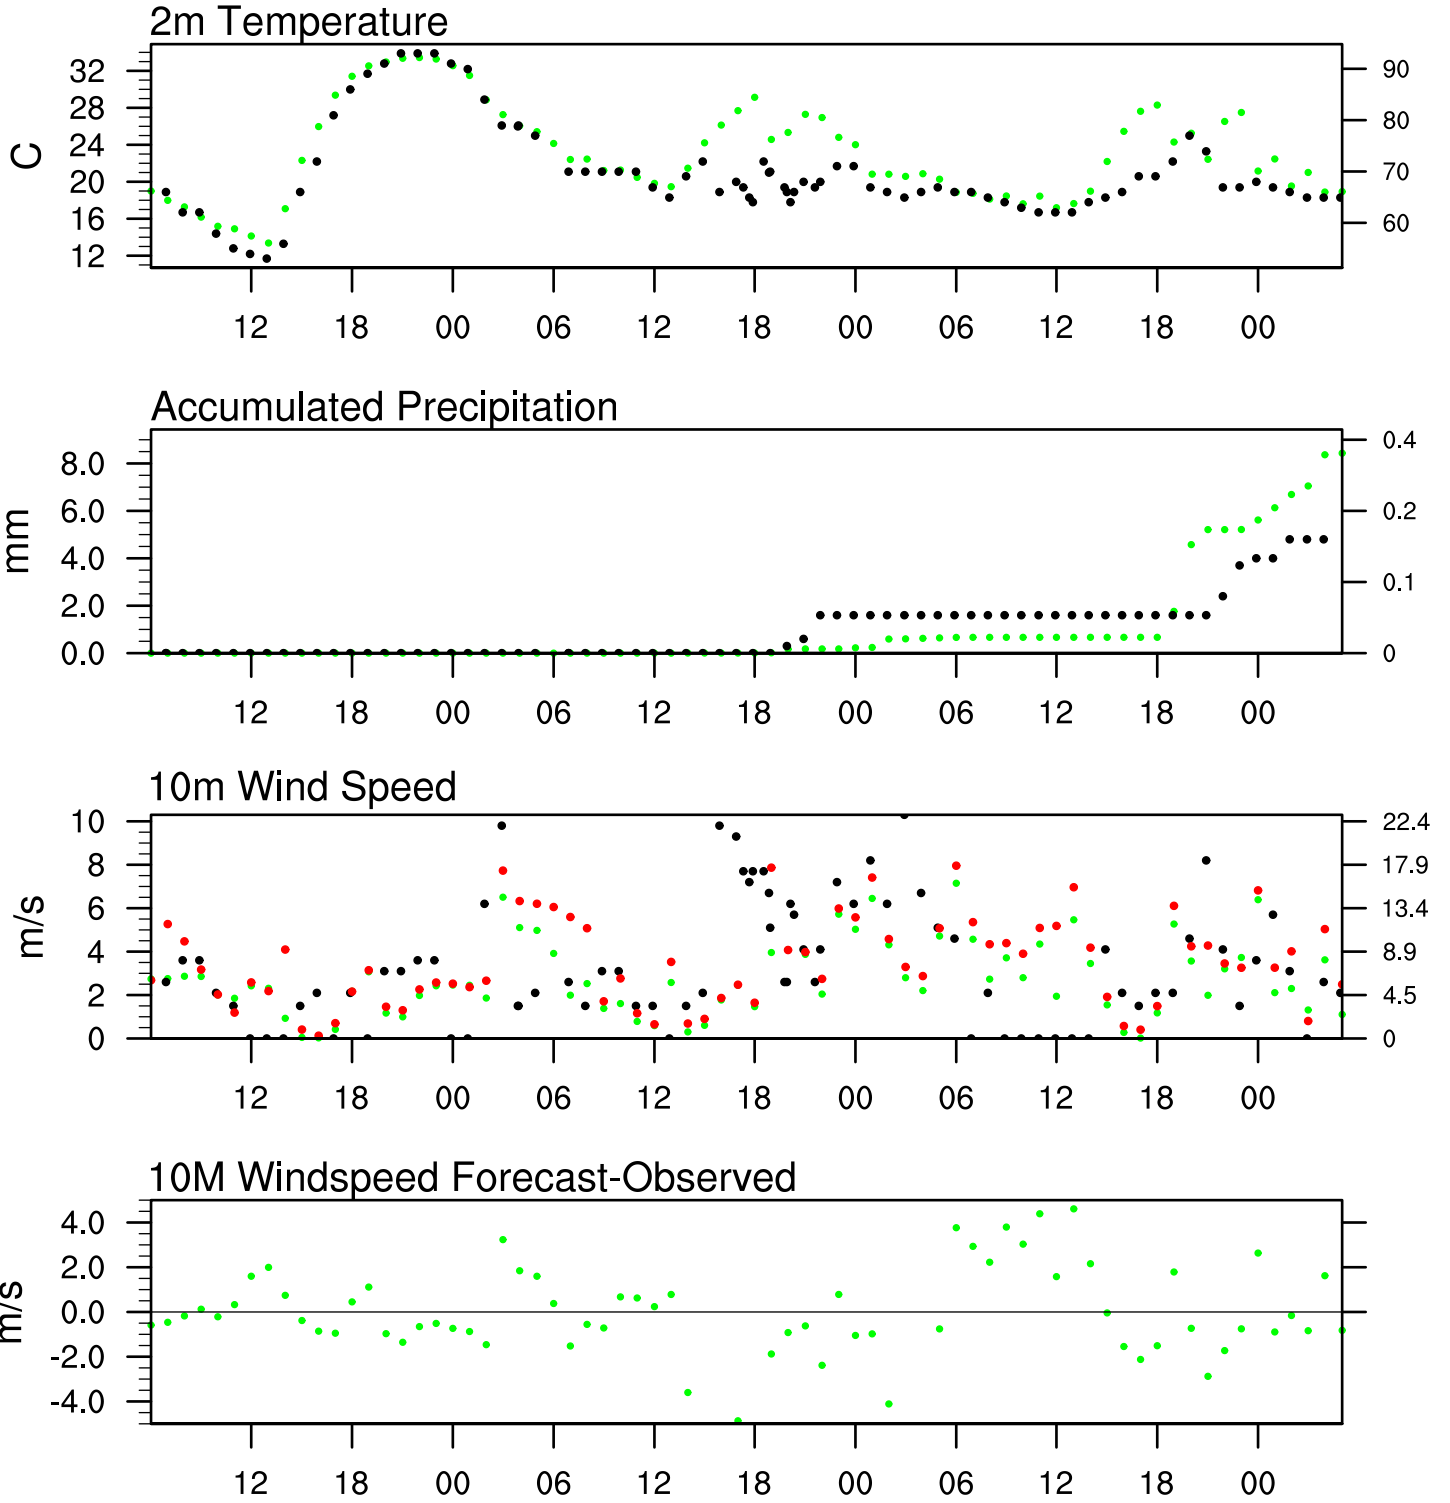 2m Temperature
32 90
28
24 80
20 70
16 60
12
C
12 18 00 06 12 18 00 06 12 18 00
Accumulated Precipitation
8.0 0.4
6.0 0.2
4.0
2.0 0.1
0.0 0
mm
12 18 00 06 12 18 00 06 12 18 00
10m Wind Speed
10 22.4
8 17.9
6 13.4
4 8.9
2 4.5
0 0
m/s
12 18 00 06 12 18 00 06 12 18 00
10M Windspeed Forecast-Observed
4.0
2.0
0.0
-2.0
-4.0
m/s
12 18 00 06 12 18 00 06 12 18 00